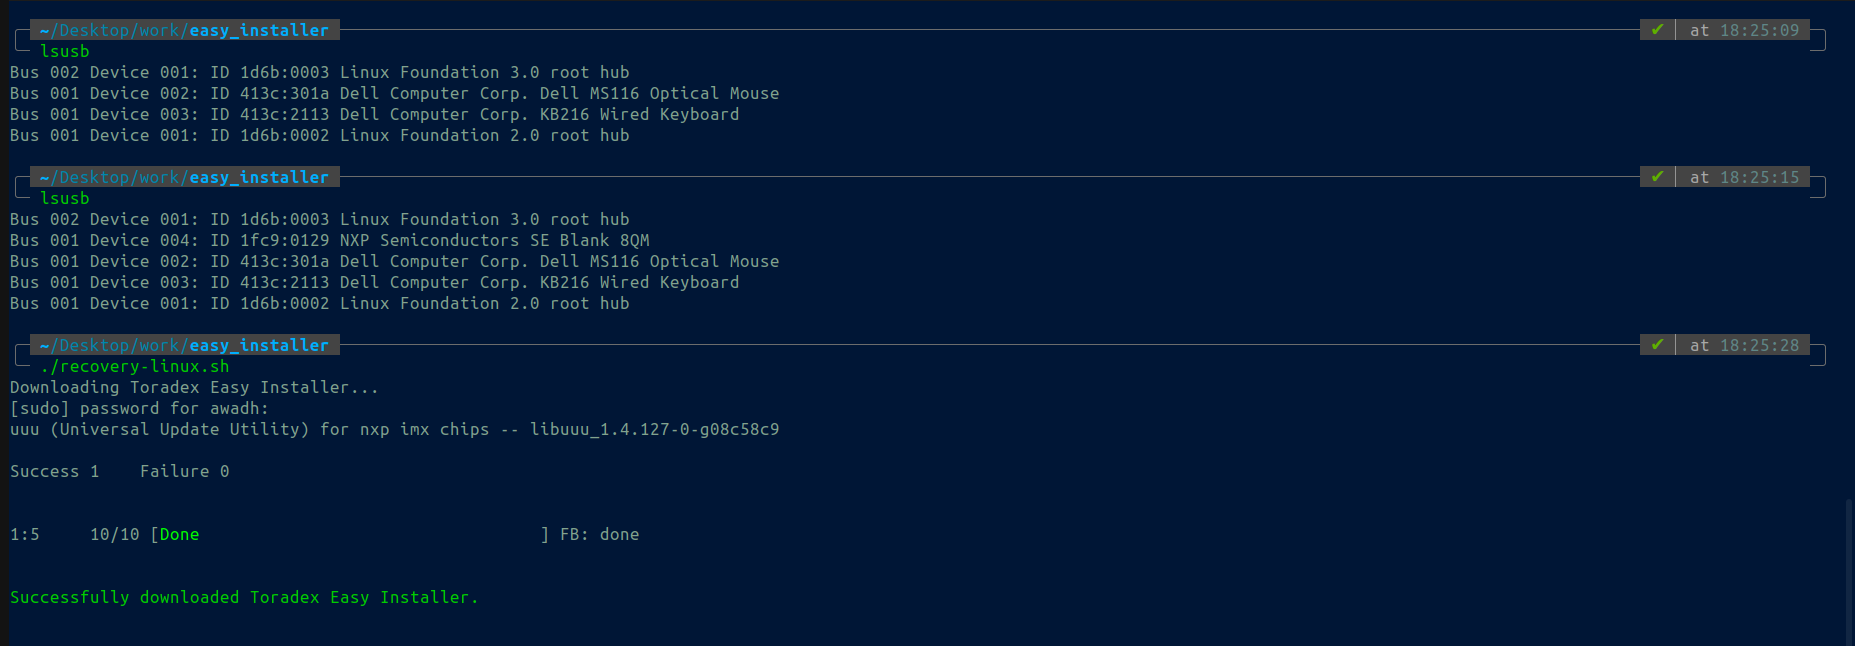 ~/Desktop/work/easy_installer ✔ at 18:25:09
lsusb
Bus 002 Device 001: ID 1d6b:0003 Linux Foundation 3.0 root hub
Bus 001 Device 002: ID 413c:301a Dell Computer Corp. Dell MS116 Optical Mouse
Bus 001 Device 003: ID 413c:2113 Dell Computer Corp. KB216 Wired Keyboard
Bus 001 Device 001: ID 1d6b:0002 Linux Foundation 2.0 root hub
~/Desktop/work/easy_installer ✔ at 18:25:15
lsusb
Bus 002 Device 001: ID 1d6b:0003 Linux Foundation 3.0 root hub
Bus 001 Device 004: ID 1fc9:0129 NXP Semiconductors SE Blank 8QM
Bus 001 Device 002: ID 413c:301a Dell Computer Corp. Dell MS116 Optical Mouse
Bus 001 Device 003: ID 413c:2113 Dell Computer Corp. KB216 Wired Keyboard
Bus 001 Device 001: ID 1d6b:0002 Linux Foundation 2.0 root hub
~/Desktop/work/easy_installer ✔ at 18:25:28
./recovery-linux.sh
Downloading Toradex Easy Installer...
[sudo] password for awadh:
uuu (Universal Update Utility) for nxp imx chips -- libuuu_1.4.127-0-g08c58c9
Success 1    Failure 0
1:5     10/10 [Done                                  ] FB: done
Successfully downloaded Toradex Easy Installer.